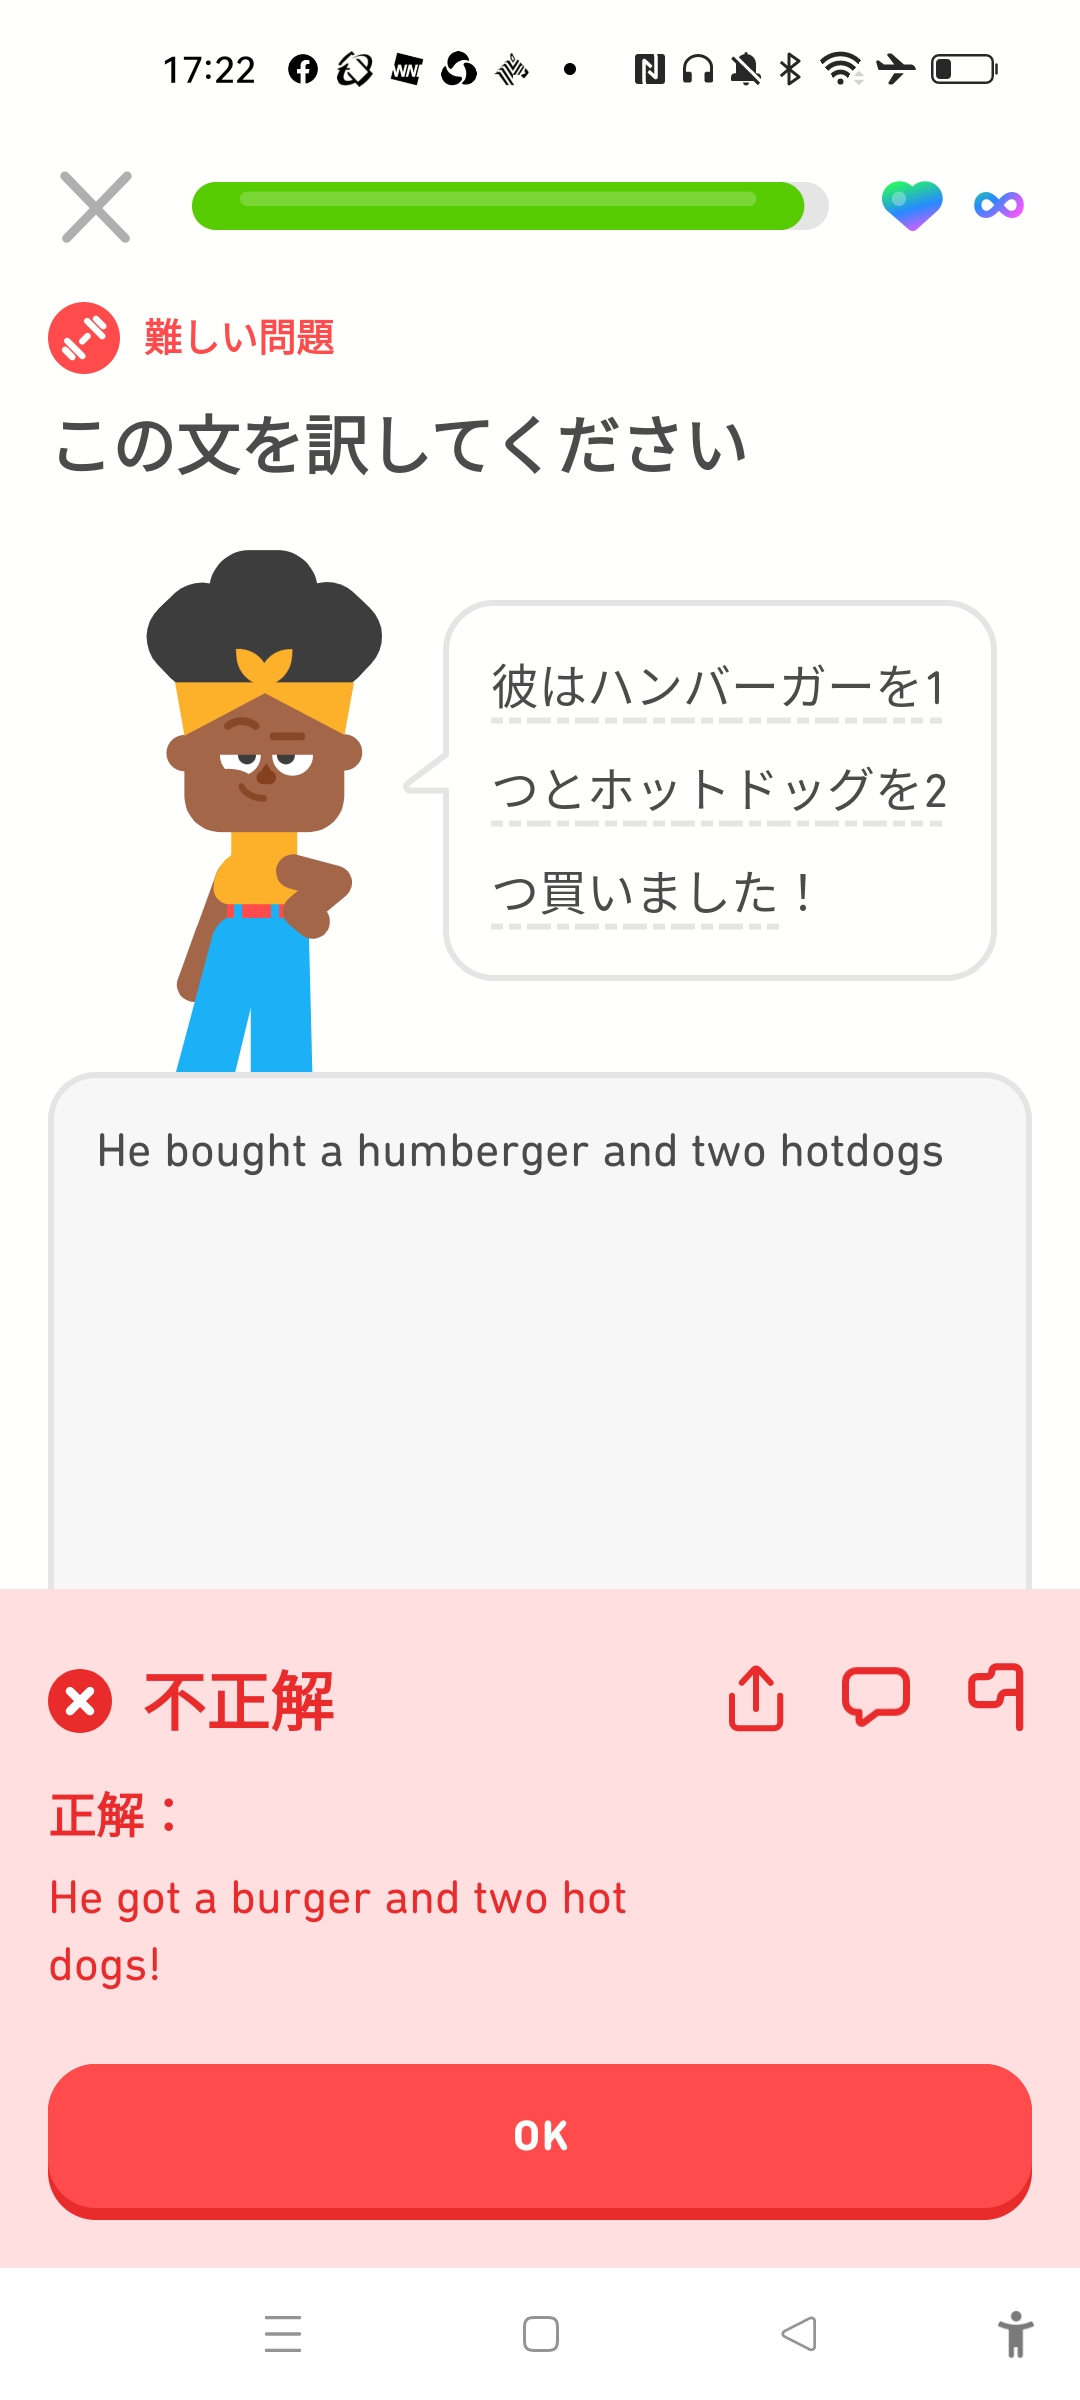 17:22
難しい問題
この文を訳してください
彼はハンバーガーを1
つとホットドッグを2
つ買いました！
He bought a humberger and two hotdogs
不正解
正解：
He got a burger and two hot
dogs!
OK